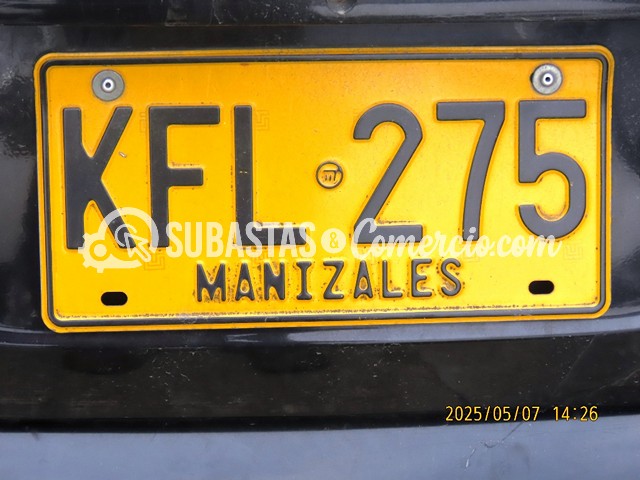 KFL 275
SUBASTAS & Comercio.com
MANIZALES
2025/05/07 14:26